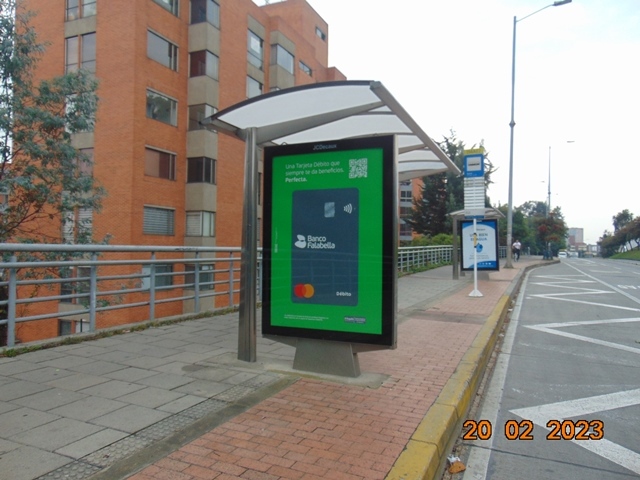 JCDecaux
Una Tarjeta Débito que
siempre te da beneficios.
Perfecta.
Banco
Falabella
Débito
20 02 2023